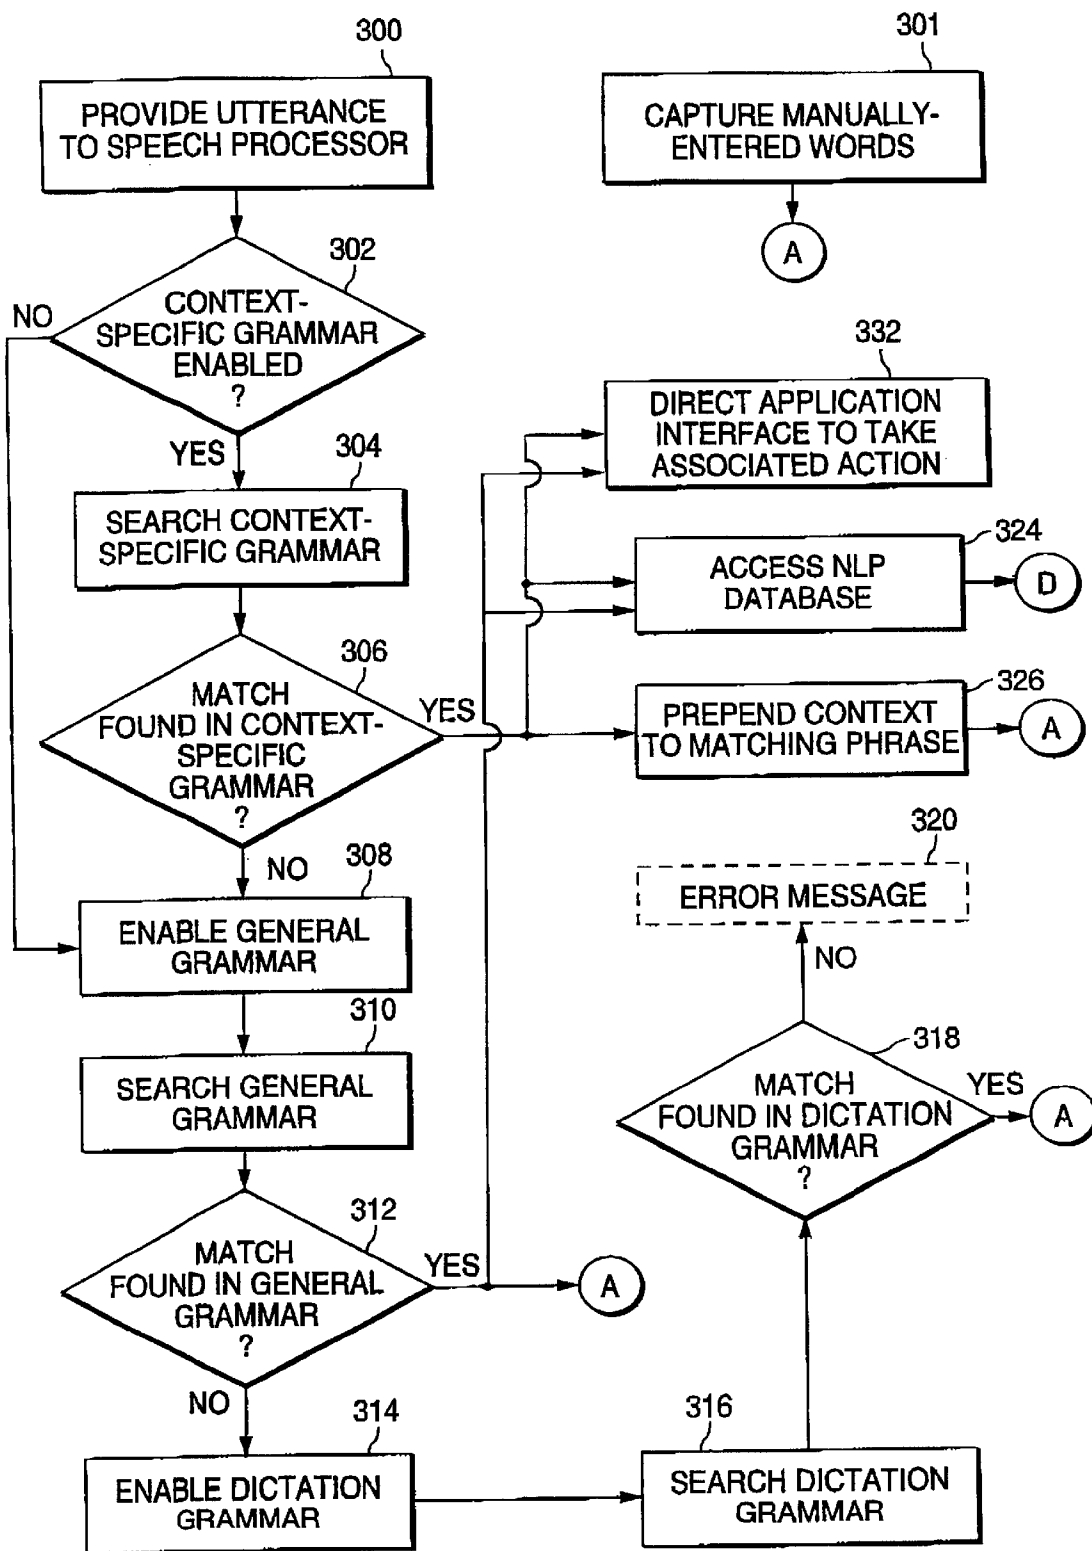 300
PROVIDE UTTERANCE
TO SPEECH PROCESSOR
301
CAPTURE MANUALLY-
ENTERED WORDS
A
302
CONTEXT-
SPECIFIC GRAMMAR
ENABLED
?
NO
YES
304
SEARCH CONTEXT-
SPECIFIC GRAMMAR
306
MATCH
FOUND IN CONTEXT-
SPECIFIC
GRAMMAR
?
YES
NO
332
DIRECT APPLICATION
INTERFACE TO TAKE
ASSOCIATED ACTION
324
ACCESS NLP
DATABASE
D
326
PREPEND CONTEXT
TO MATCHING PHRASE
A
308
ENABLE GENERAL
GRAMMAR
310
SEARCH GENERAL
GRAMMAR
312
MATCH
FOUND IN GENERAL
GRAMMAR
?
YES
A
NO
314
ENABLE DICTATION
GRAMMAR
316
SEARCH DICTATION
GRAMMAR
318
MATCH
FOUND IN DICTATION
GRAMMAR
?
YES
A
NO
320
ERROR MESSAGE